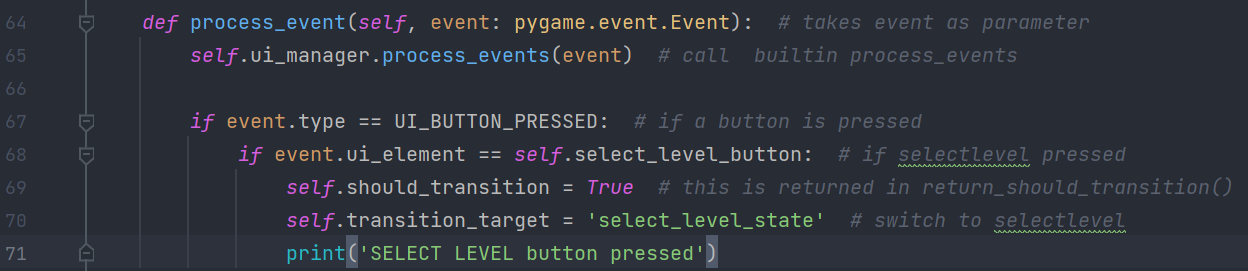 64 def process_event(self, event: pygame.event.Event):  # takes event as parameter
65 self.ui_manager.process_events(event)  # call  builtin process_events
66
67 if event.type == UI_BUTTON_PRESSED:  # if a button is pressed
68 if event.ui_element == self.select_level_button:  # if selectlevel pressed
69 self.should_transition = True  # this is returned in return_should_transition()
70 self.transition_target = 'select_level_state'  # switch to selectlevel
71 print('SELECT LEVEL button pressed')